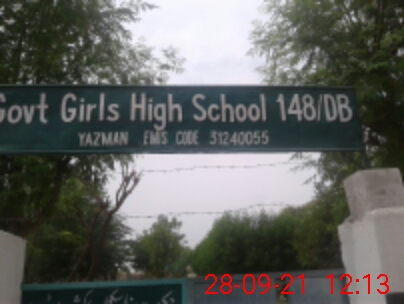 Govt Girls High School 148/DB
YAZMAN EMIS CODE 31240055
28-09-21 12:13